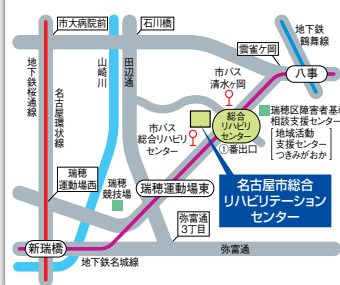 市大病院前
石川橋
雲雀ケ岡
地下鉄
鶴舞線
八事
市バス
清水ヶ岡
地下鉄桜通線
名古屋環状線
山崎川
田辺通
総合
リハビリ
センター
①番出口
瑞穂区障害者基幹
相談支援センター
地域活動
支援センター
つきみがおか
市バス
総合リハビリ
センター
瑞穂
運動場西
瑞穂
競技場
瑞穂運動場東
名古屋市総合
リハビリテーション
センター
弥富通
3丁目
新瑞橋
弥富通
地下鉄名城線